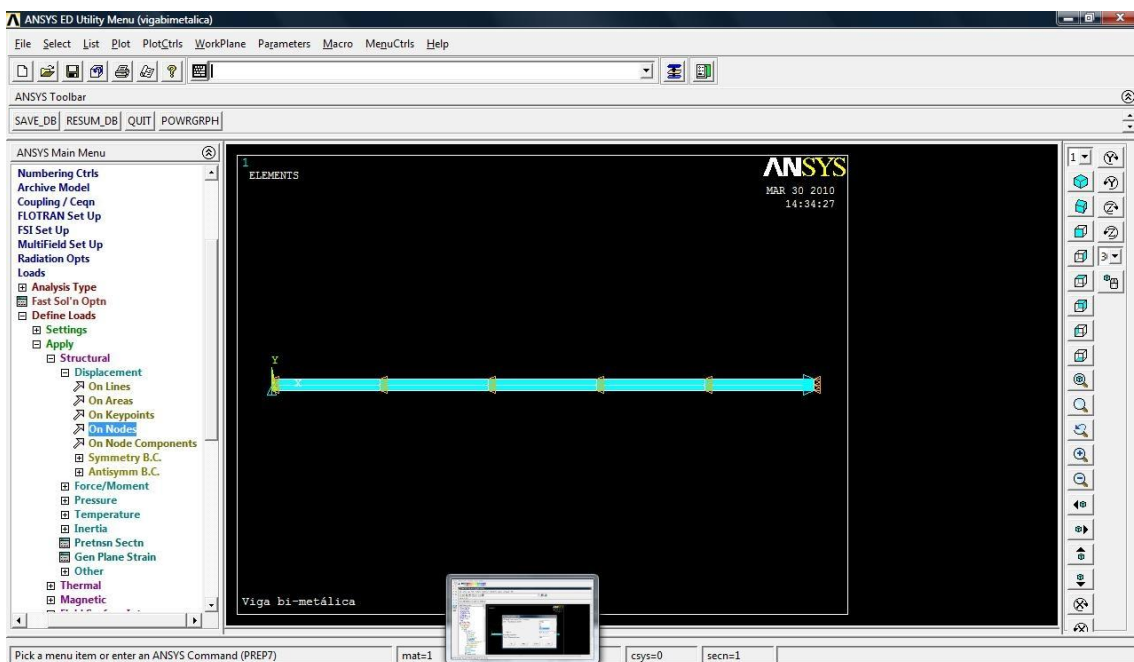 ANSYS ED Utility Menu (vigabimetalica)
File Select List Plot PlotCtrls WorkPlane Parameters Macro MenuCtrls Help
ANSYS Toolbar
SAVE_DB RESUM_DB QUIT POWRGRPH
ANSYS Main Menu
Numbering Ctrls
Archive Model
Coupling / Ceqn
FLOTRAN Set Up
FSI Set Up
MultiField Set Up
Radiation Opts
Loads
Analysis Type
Fast Sol'n Optn
Define Loads
Settings
Apply
Structural
Displacement
On Lines
On Areas
On Keypoints
On Nodes
On Node Components
Symmetry B.C.
Antisymm B.C.
Force/Moment
Pressure
Temperature
Inertia
Pretnsn Sectn
Gen Plane Strain
Other
Thermal
Magnetic
1
ELEMENTS
ANSYS
MAR 30 2010
14:34:27
Y
X
Viga bi-metálica
1
Pick a menu item or enter an ANSYS Command (PREP7)
mat=1
csys=0
secn=1